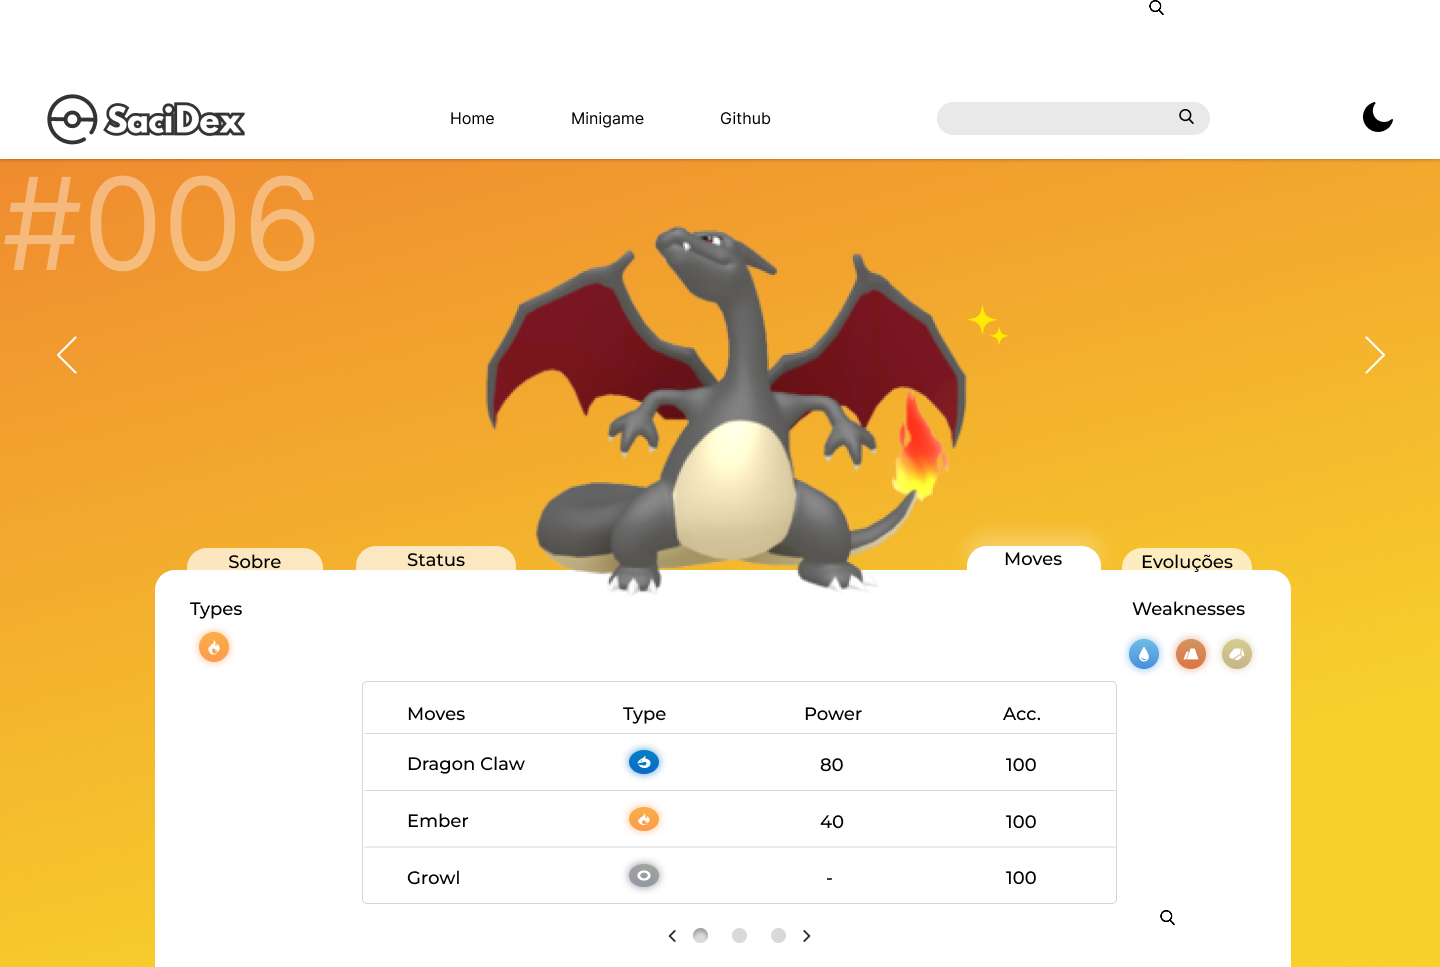 SaciDex
Home Minigame Github
#006
Sobre Status Moves Evoluções
Types Weaknesses
Moves Type Power Acc.
Dragon Claw 80 100
Ember 40 100
Growl - 100